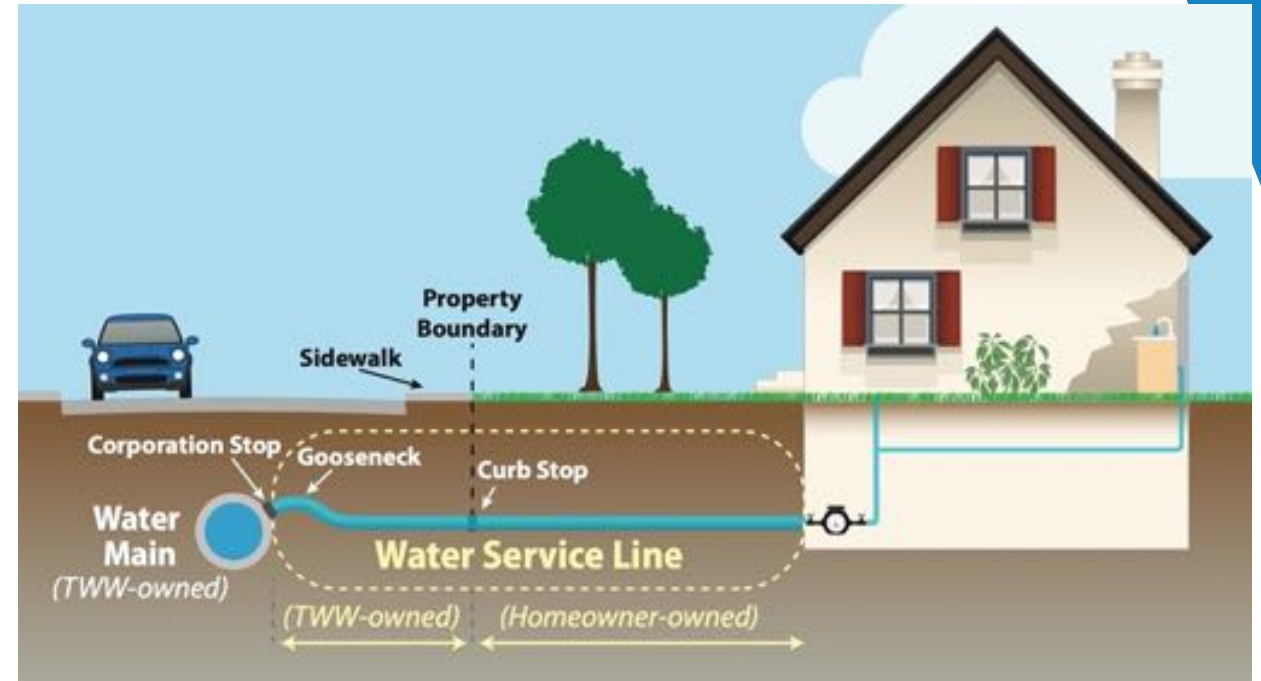 Property
Boundary
Sidewalk
Corporation Stop
Gooseneck
Curb Stop
Water
Main
(TWW-owned)
Water Service Line
(TWW-owned)
(Homeowner-owned)